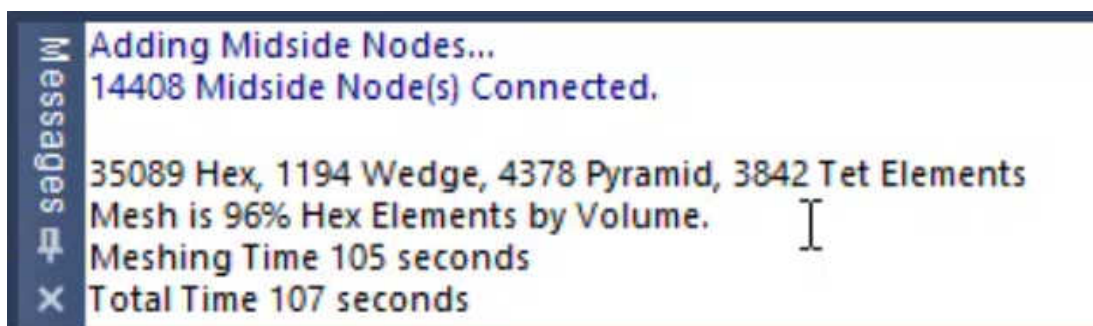 Messages
Adding Midside Nodes...
14408 Midside Node(s) Connected.
35089 Hex, 1194 Wedge, 4378 Pyramid, 3842 Tet Elements
Mesh is 96% Hex Elements by Volume.
Meshing Time 105 seconds
Total Time 107 seconds